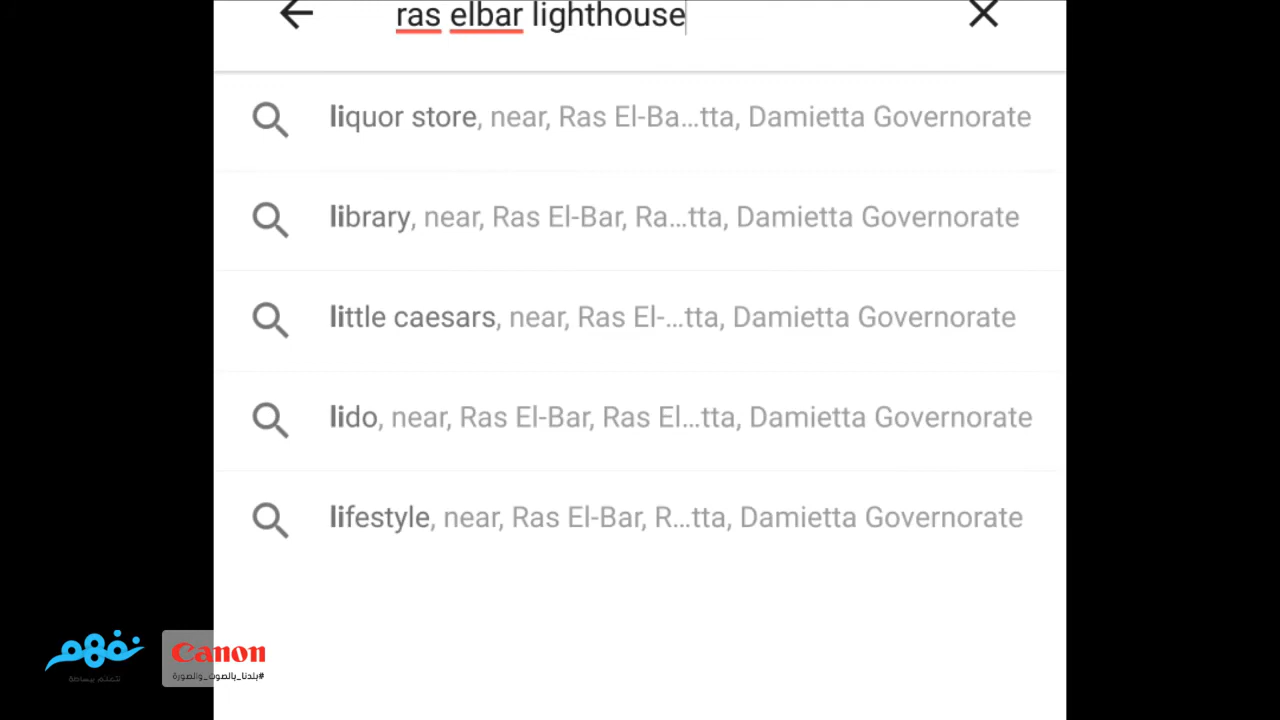 ras elbar lighthouse
liquor store, near, Ras El-Ba...tta, Damietta Governorate
library, near, Ras El-Bar, Ra...tta, Damietta Governorate
little caesars, near, Ras El-...tta, Damietta Governorate
lido, near, Ras El-Bar, Ras El...tta, Damietta Governorate
lifestyle, near, Ras El-Bar, R...tta, Damietta Governorate
نفهم
نتعلم ببساطة
Canon
#بلدنا_بالصوت_والصورة